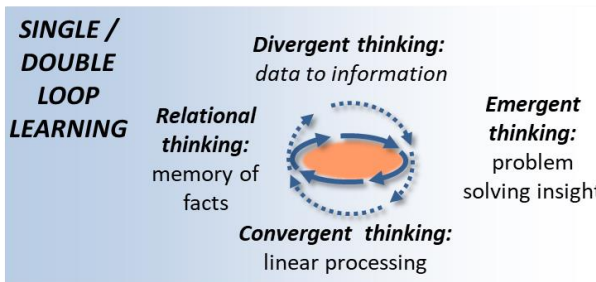 SINGLE /
DOUBLE
LOOP
LEARNING
Divergent thinking:
data to information
Relational
thinking:
memory of
facts
Emergent
thinking:
problem
solving insight
Convergent thinking:
linear processing